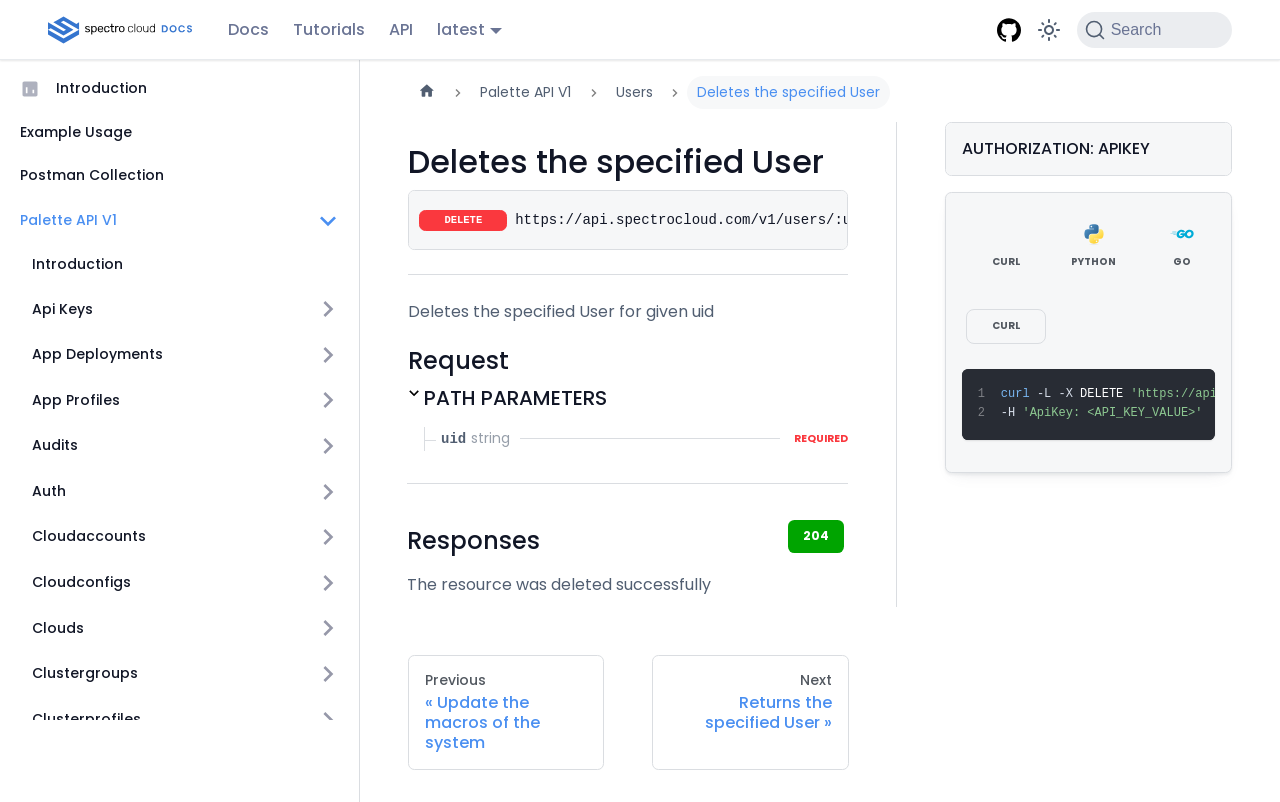 spectro cloud DOCS
Docs Tutorials API latest
Search
Introduction
Example Usage
Postman Collection
Palette API V1
Introduction
Api Keys
App Deployments
App Profiles
Audits
Auth
Cloudaccounts
Cloudconfigs
Clouds
Clustergroups
Clusterprofiles
Palette API V1 Users Deletes the specified User
Deletes the specified User
DELETE https://api.spectrocloud.com/v1/users/:u
Deletes the specified User for given uid
Request
PATH PARAMETERS
uid string REQUIRED
Responses 204
The resource was deleted successfully
Previous
« Update the
macros of the
system
Next
Returns the
specified User »
AUTHORIZATION: APIKEY
GO
CURL PYTHON GO
CURL
1 curl -L -X DELETE 'https://api
2 -H 'ApiKey: <API_KEY_VALUE>'